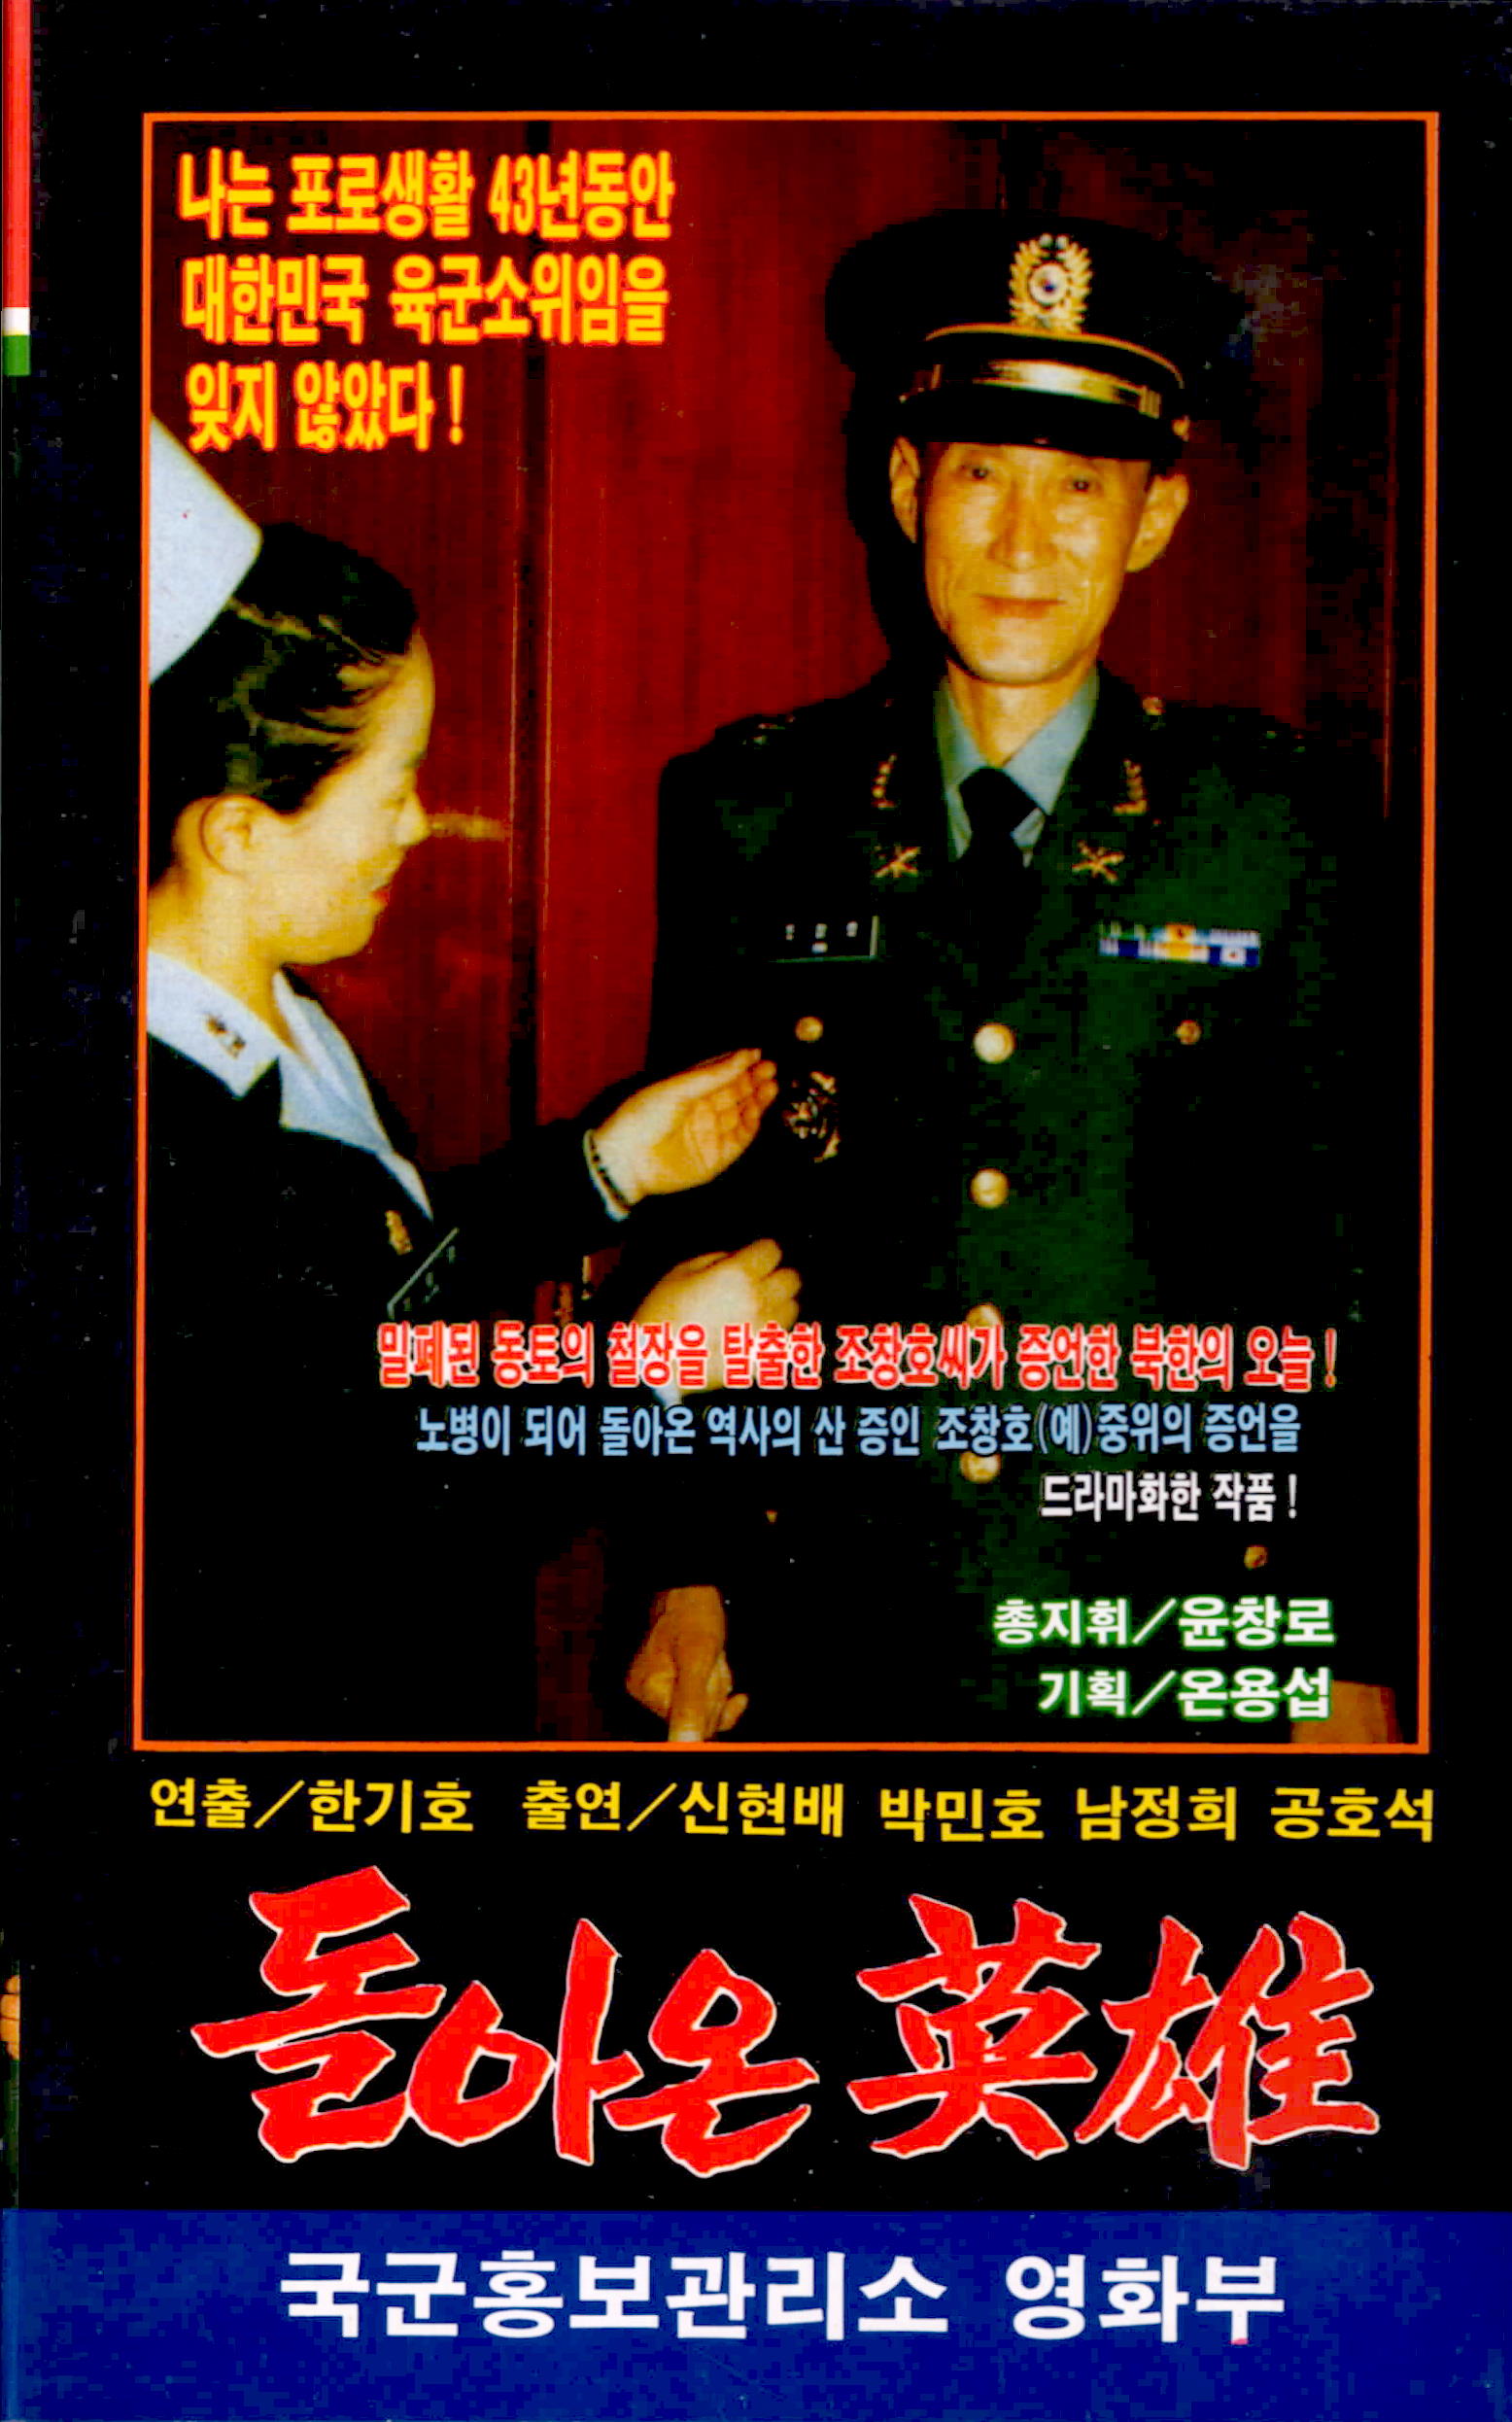 나는 포로생활 43년동안
대한민국 육군소위임을
잊지 않았다!
밀폐된 동토의 철장을 탈출한 조창호씨가 증언한 북한의 오늘!
노병이 되어 돌아온 역사의 산 증인 조창호(예)중위의 증언을
드라마화한 작품!
총지휘/윤창로
기획/온용섭
연출/한기호 출연/신현배 박민호 남정희 공호석
돌아온 英雄
국군홍보관리소 영화부